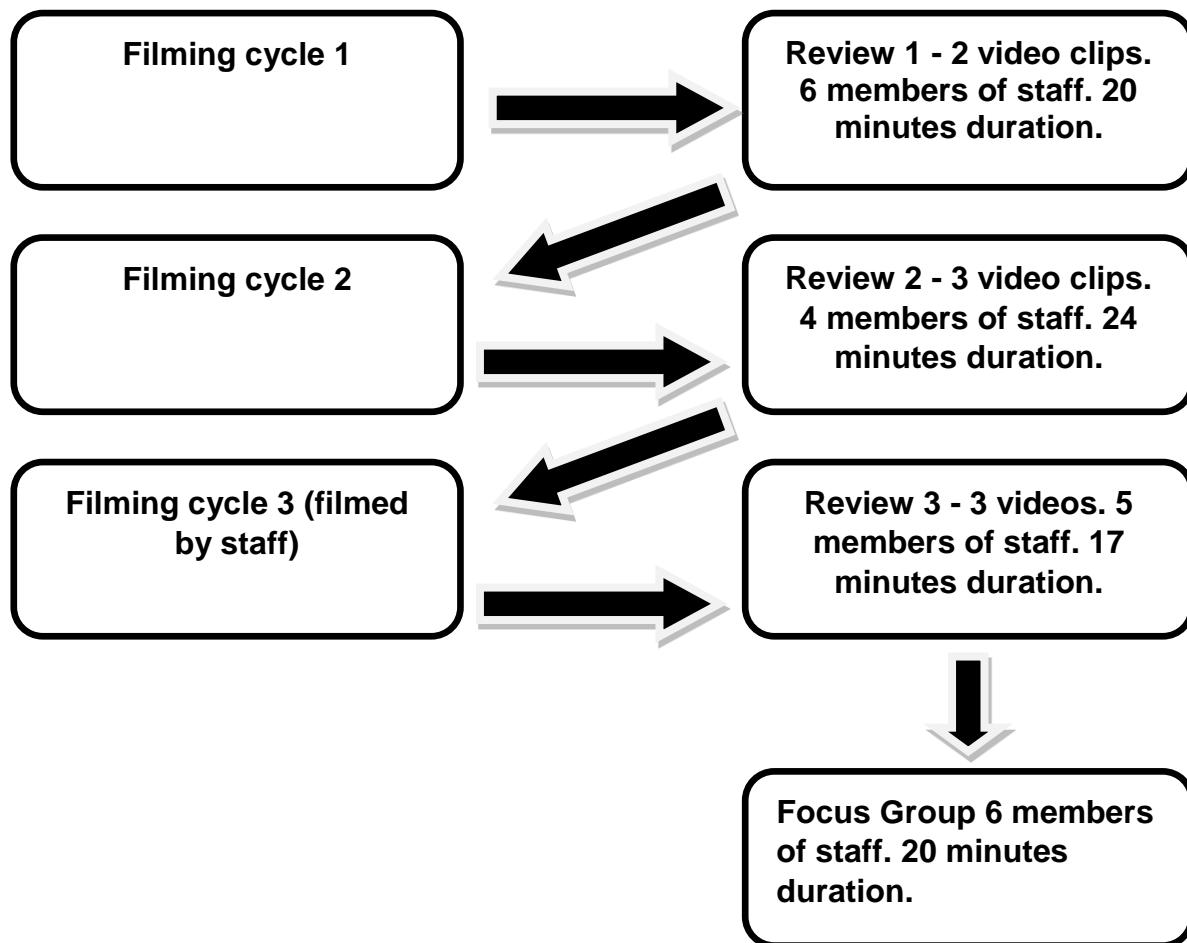 Filming cycle 1
Review 1 - 2 video clips.
6 members of staff. 20
minutes duration.
Filming cycle 2
Review 2 - 3 video clips.
4 members of staff. 24
minutes duration.
Filming cycle 3 (filmed
by staff)
Review 3 - 3 videos. 5
members of staff. 17
minutes duration.
Focus Group 6 members
of staff. 20 minutes
duration.